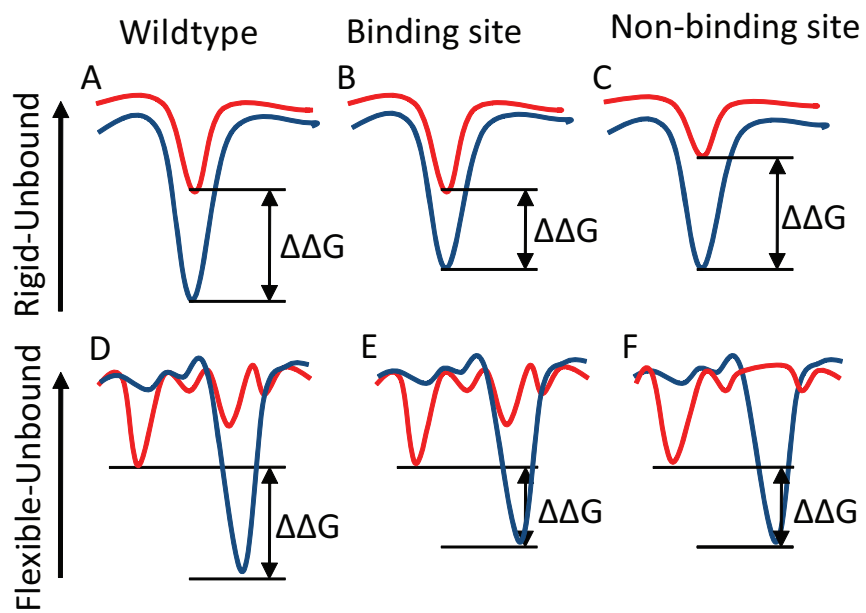 Wildtype
Binding site
Non-binding site
A
B
C
Rigid-Unbound
ΔΔG
ΔΔG
ΔΔG
D
E
F
Flexible-Unbound
ΔΔG
ΔΔG
ΔΔG